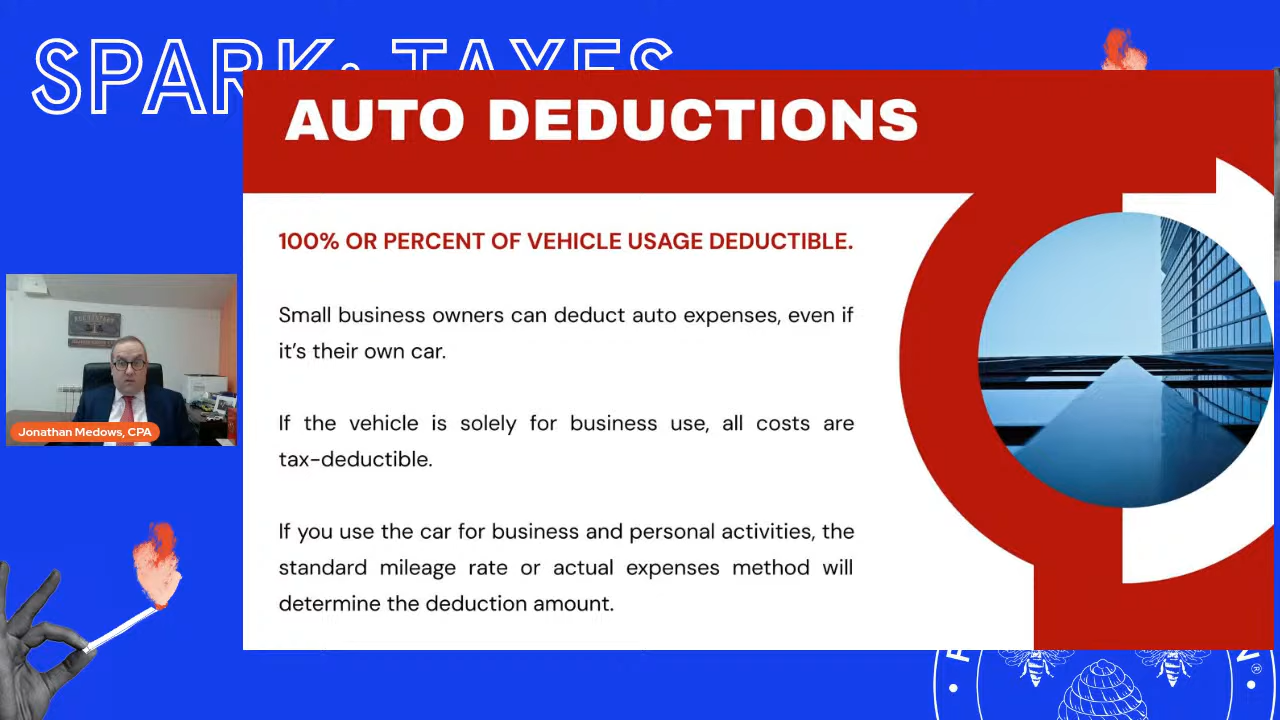 SPARK: TAXES
AUTO DEDUCTIONS
100% OR PERCENT OF VEHICLE USAGE DEDUCTIBLE.
Small business owners can deduct auto expenses, even if
it’s their own car.
If the vehicle is solely for business use, all costs are
tax-deductible.
If you use the car for business and personal activities, the
standard mileage rate or actual expenses method will
determine the deduction amount.
Jonathan Medows, CPA